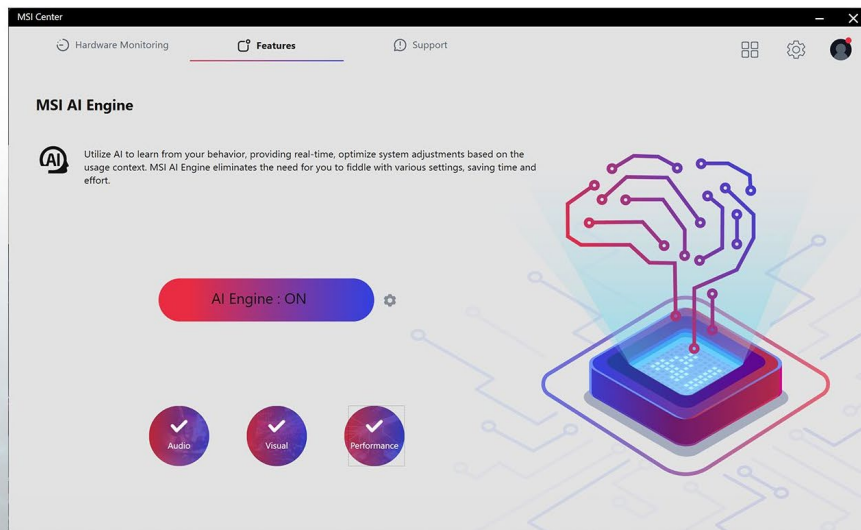 MSI Center
Hardware Monitoring
Features
Support
MSI AI Engine
AI
Utilize AI to learn from your behavior, providing real-time, optimize system adjustments based on the
usage context. MSI AI Engine eliminates the need for you to fiddle with various settings, saving time and
effort.
AI Engine : ON
Audio
Visual
Performance